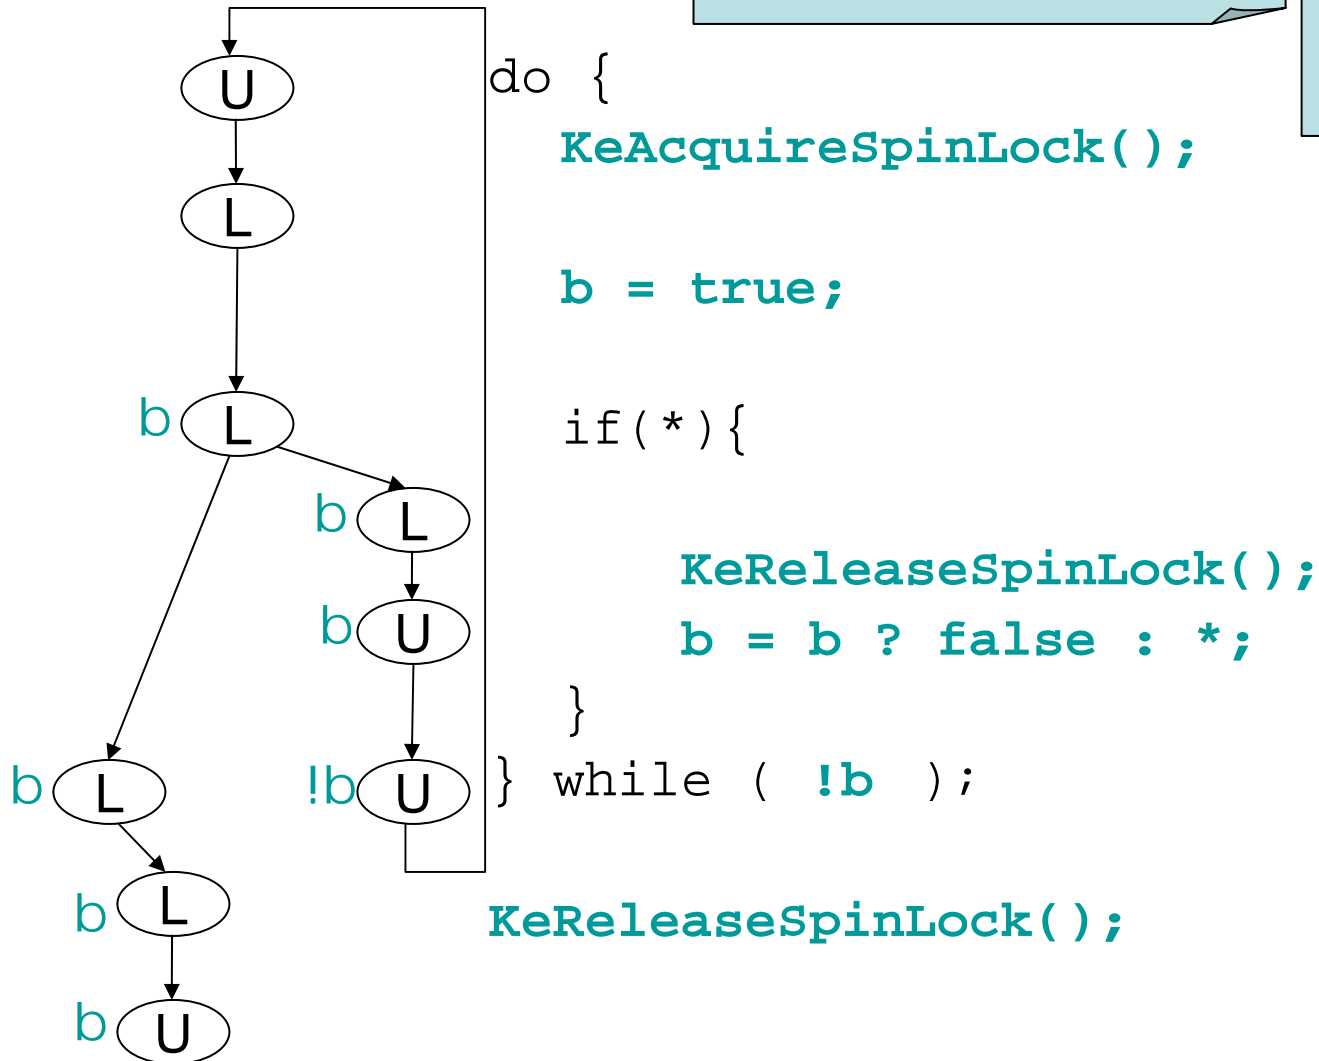 U do {
KeAcquireSpinLock();
L
b = true;
b L if(*){
b L
KeReleaseSpinLock();
b U b = b ? false : *;
}
b L !b U } while ( !b );
b L KeReleaseSpinLock();
b U